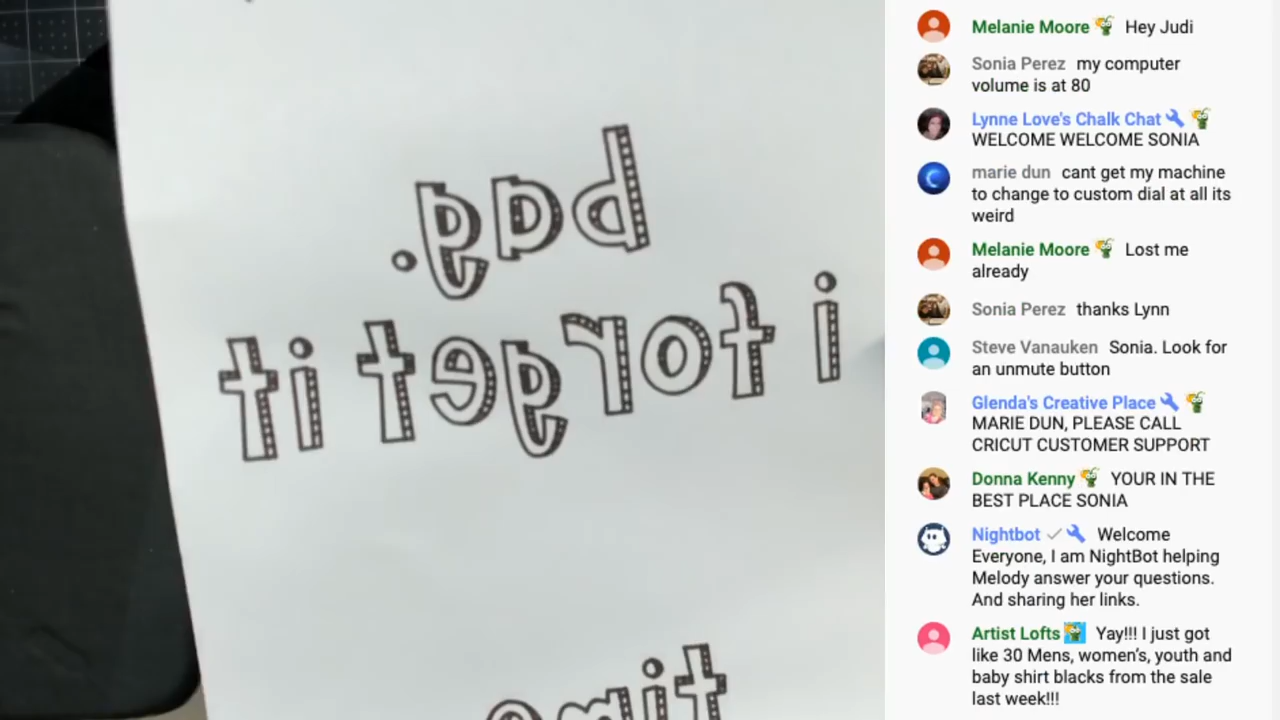 bag.
i forget it
time
Melanie Moore Hey Judi
Sonia Perez my computer
volume is at 80
Lynne Love's Chalk Chat
WELCOME WELCOME SONIA
marie dun cant get my machine
to change to custom dial at all its
weird
Melanie Moore Lost me
already
Sonia Perez thanks Lynn
Steve Vanauken Sonia. Look for
an unmute button
Glenda's Creative Place
MARIE DUN, PLEASE CALL
CRICUT CUSTOMER SUPPORT
Donna Kenny YOUR IN THE
BEST PLACE SONIA
Nightbot Welcome
Everyone, I am NightBot helping
Melody answer your questions.
And sharing her links.
Artist Lofts Yay!!! I just got
like 30 Mens, women's, youth and
baby shirt blacks from the sale
last week!!!